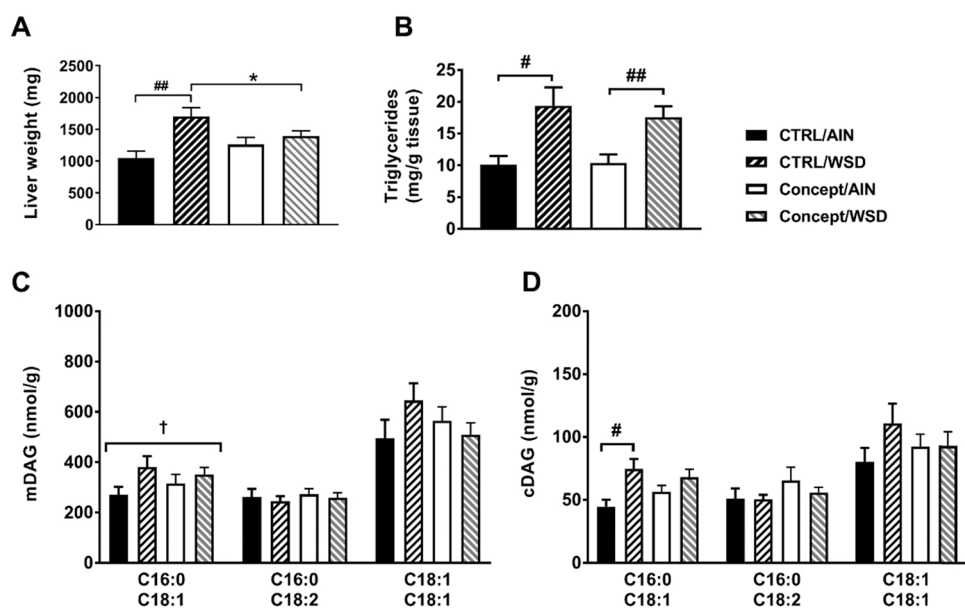 A
Liver weight (mg)
2500
2000
1500
1000
500
0
##
*
B
Triglycerides
(mg/g tissue)
25
20
15
10
5
0
#
##
CTRL/AIN
CTRL/WSD
Concept/AIN
Concept/WSD
C
mDAG (nmol/g)
1000
800
600
400
200
0
†
C16:0
C18:1
C16:0
C18:2
C18:1
C18:1
D
cDAG (nmol/g)
200
150
100
50
0
#
C16:0
C18:1
C16:0
C18:2
C18:1
C18:1